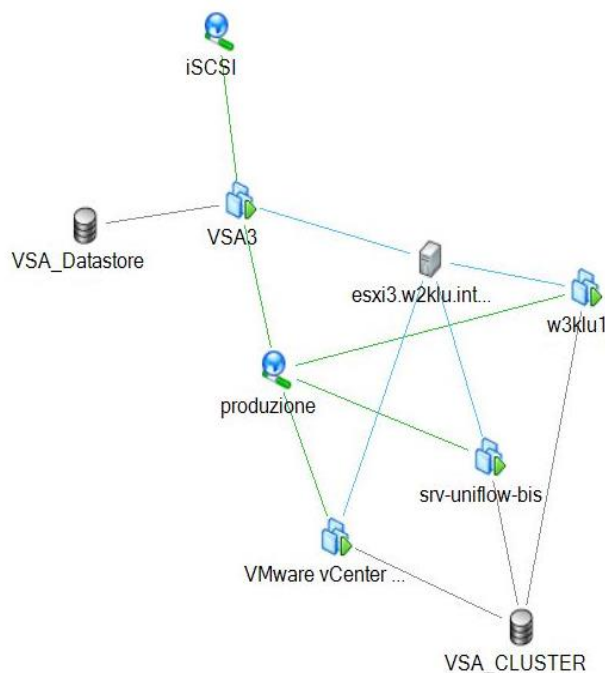 iSCSI
VSA3
VSA_Datastore
esxi3.w2klu.int...
w3klu1
produzione
srv-uniflow-bis
VMware vCenter ...
VSA_CLUSTER